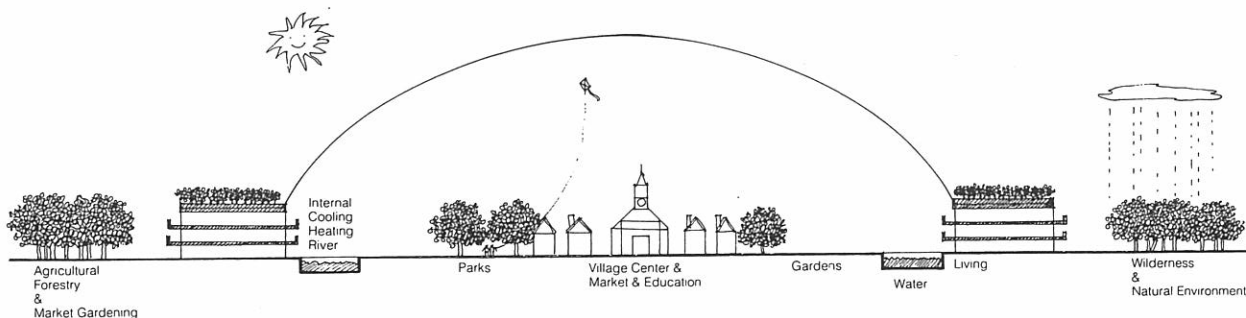 Internal
Cooling
Heating
River
Agricultural
Forestry
&
Market Gardening
Parks
Village Center &
Market & Education
Gardens
Water
Living
Wilderness
&
Natural Environment